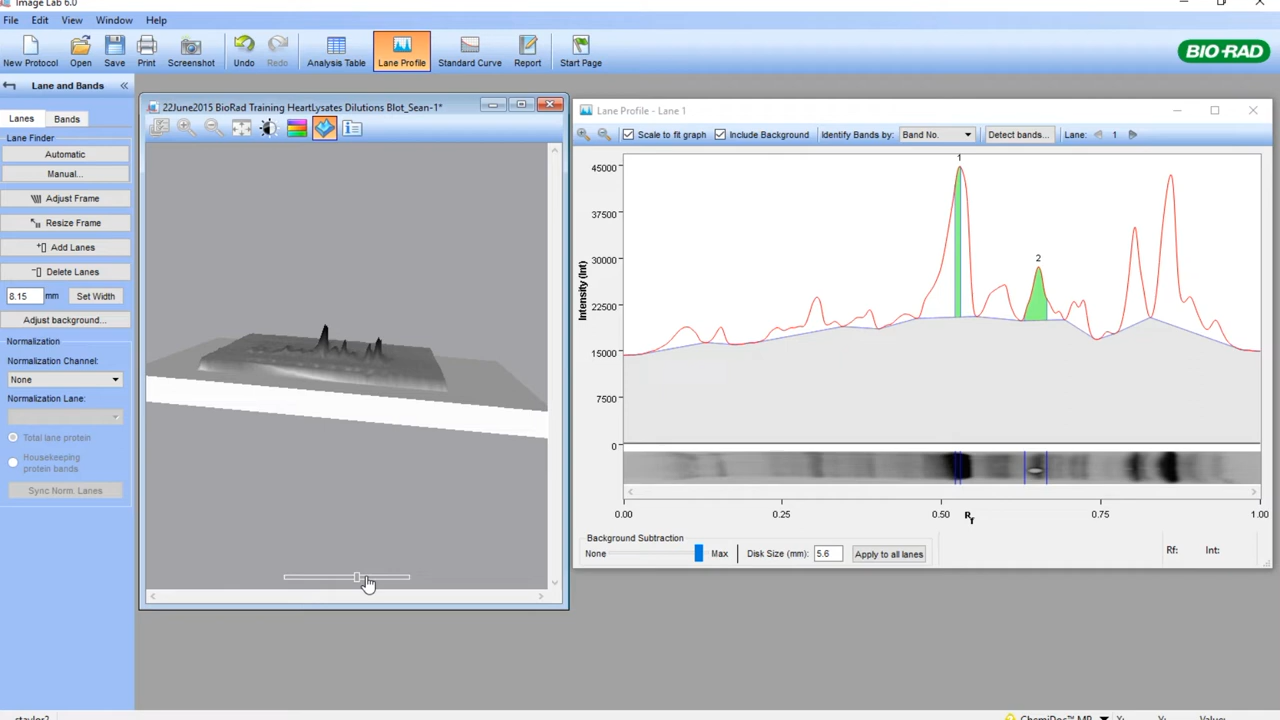 Image Lab 6.0
File Edit View Window Help
New Protocol Open Save Print Screenshot Undo Redo Analysis Table Lane Profile Standard Curve Report Start Page
BIO-RAD
Lane and Bands
Lanes Bands
Lane Finder
Automatic
Manual...
Adjust Frame
Resize Frame
Add Lanes
Delete Lanes
8.15 mm Set Width
Adjust background...
Normalization
Normalization Channel:
None
Normalization Lane:
Total lane protein
Housekeeping
protein bands
Sync Norm. Lanes
22June2015 BioRad Training HeartLysates Dilutions Blot_Sean-1*
Lane Profile - Lane 1
Scale to fit graph Include Background Identify Bands by: Band No. Detect bands... Lane: 1
1
2
45000
37500
30000
22500
15000
7500
0
Intensity (Int)
0.00 0.25 0.50 0.75 1.00
Rf
Background Subtraction
None Max Disk Size (mm): 5.6 Apply to all lanes
Rf: Int:
staylor2
ChemiDoc™ MP X: Y: Value: